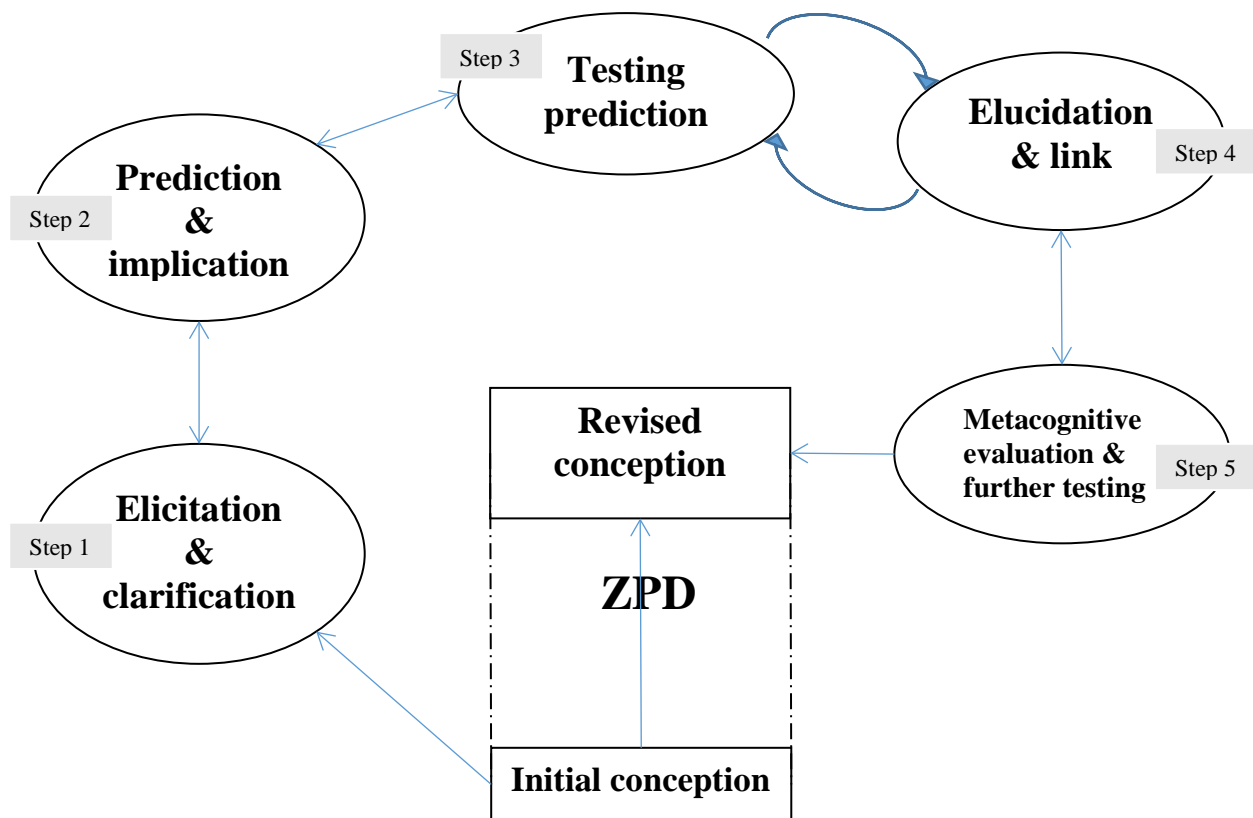 Step 3
Testing
prediction
Elucidation
& link
Step 4
Prediction
&
implication
Step 2
Revised
conception
Metacognitive
evaluation &
further testing
Step 5
Elicitation
&
clarification
Step 1
ZPD
Initial conception